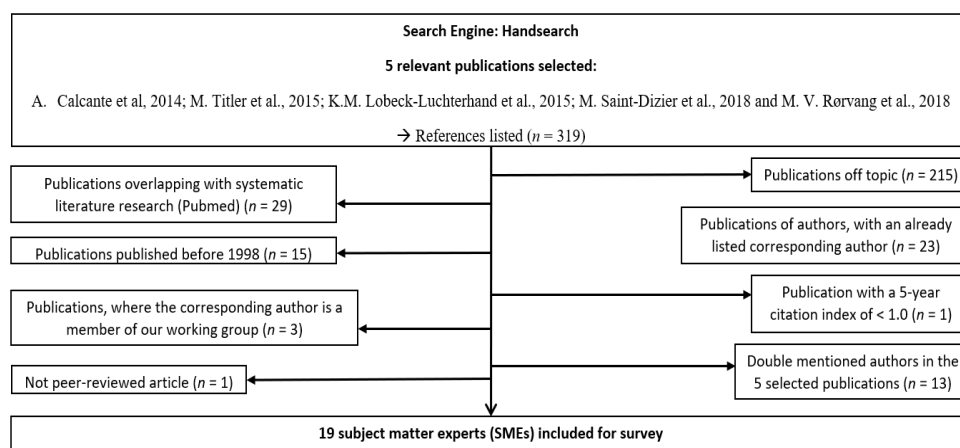 Search Engine: Handsearch
5 relevant publications selected:
A. Calcante et al, 2014; M. Titler et al., 2015; K.M. Lobeck-Luchterhand et al., 2015; M. Saint-Dizier et al., 2018 and M. V. Rørvang et al., 2018
→ References listed (n = 319)
Publications overlapping with systematic
literature research (Pubmed) (n = 29)
Publications off topic (n = 215)
Publications of authors, with an already
listed corresponding author (n = 23)
Publications published before 1998 (n = 15)
Publication with a 5-year
citation index of < 1.0 (n = 1)
Publications, where the corresponding author is a
member of our working group (n = 3)
Double mentioned authors in the
5 selected publications (n = 13)
Not peer-reviewed article (n = 1)
19 subject matter experts (SMEs) included for survey